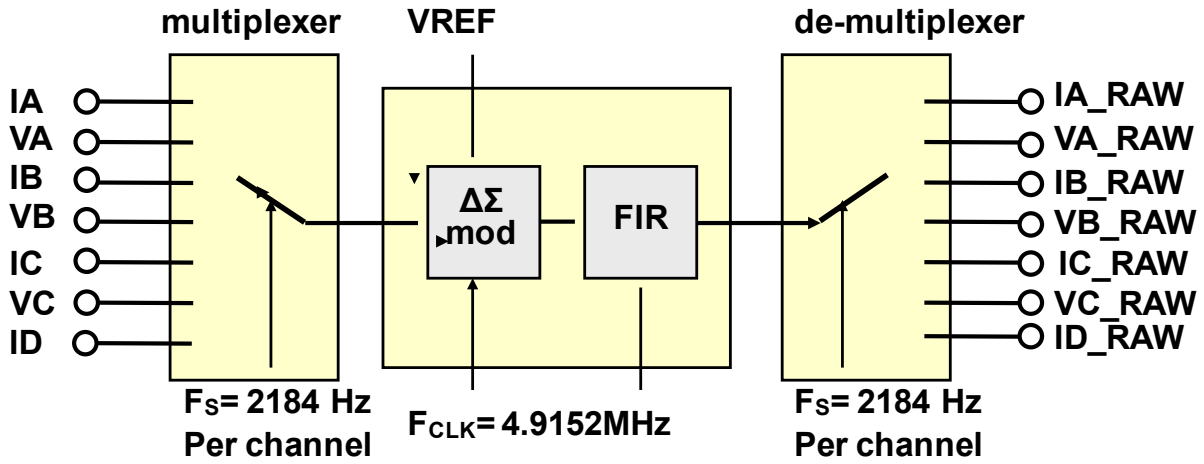 multiplexer
VREF
de-multiplexer
IA
VA
IB
VB
IC
VC
ID
ΔΣ
mod
FIR
IA_RAW
VA_RAW
IB_RAW
VB_RAW
IC_RAW
VC_RAW
ID_RAW
FS= 2184 Hz
Per channel
FCLK= 4.9152MHz
FS= 2184 Hz
Per channel